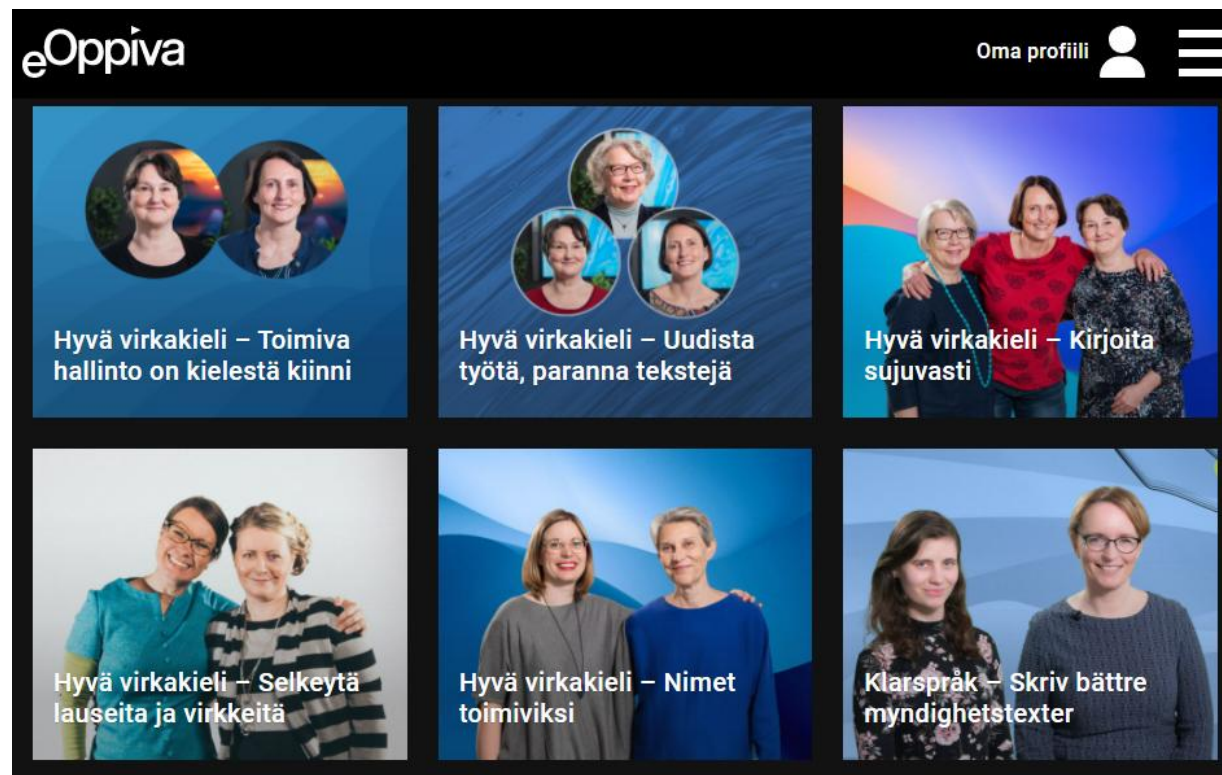 eOppiva
Oma profiili
Hyvä virkakieli – Toimiva
hallinto on kielestä kiinni
Hyvä virkakieli – Uudista
työtä, paranna tekstejä
Hyvä virkakieli – Kirjoita
sujuvasti
Hyvä virkakieli – Selkeytä
lauseita ja virkkeitä
Hyvä virkakieli – Nimet
toimiviksi
Klarspråk – Skriv bättre
myndighetstexter